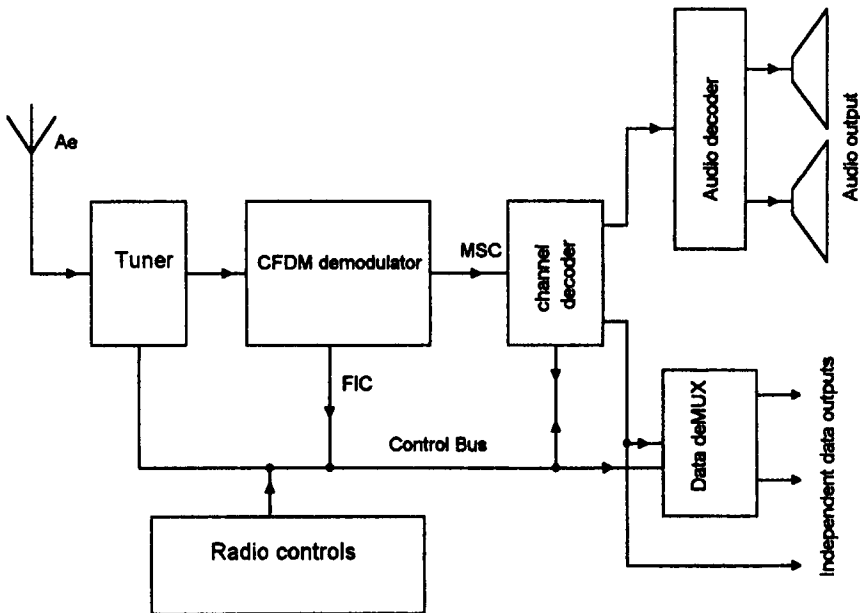 Ae
Tuner
CFDM demodulator
MSC
channel
decoder
Audio decoder
Audio output
FIC
Control Bus
Data deMUX
Independent data outputs
Radio controls